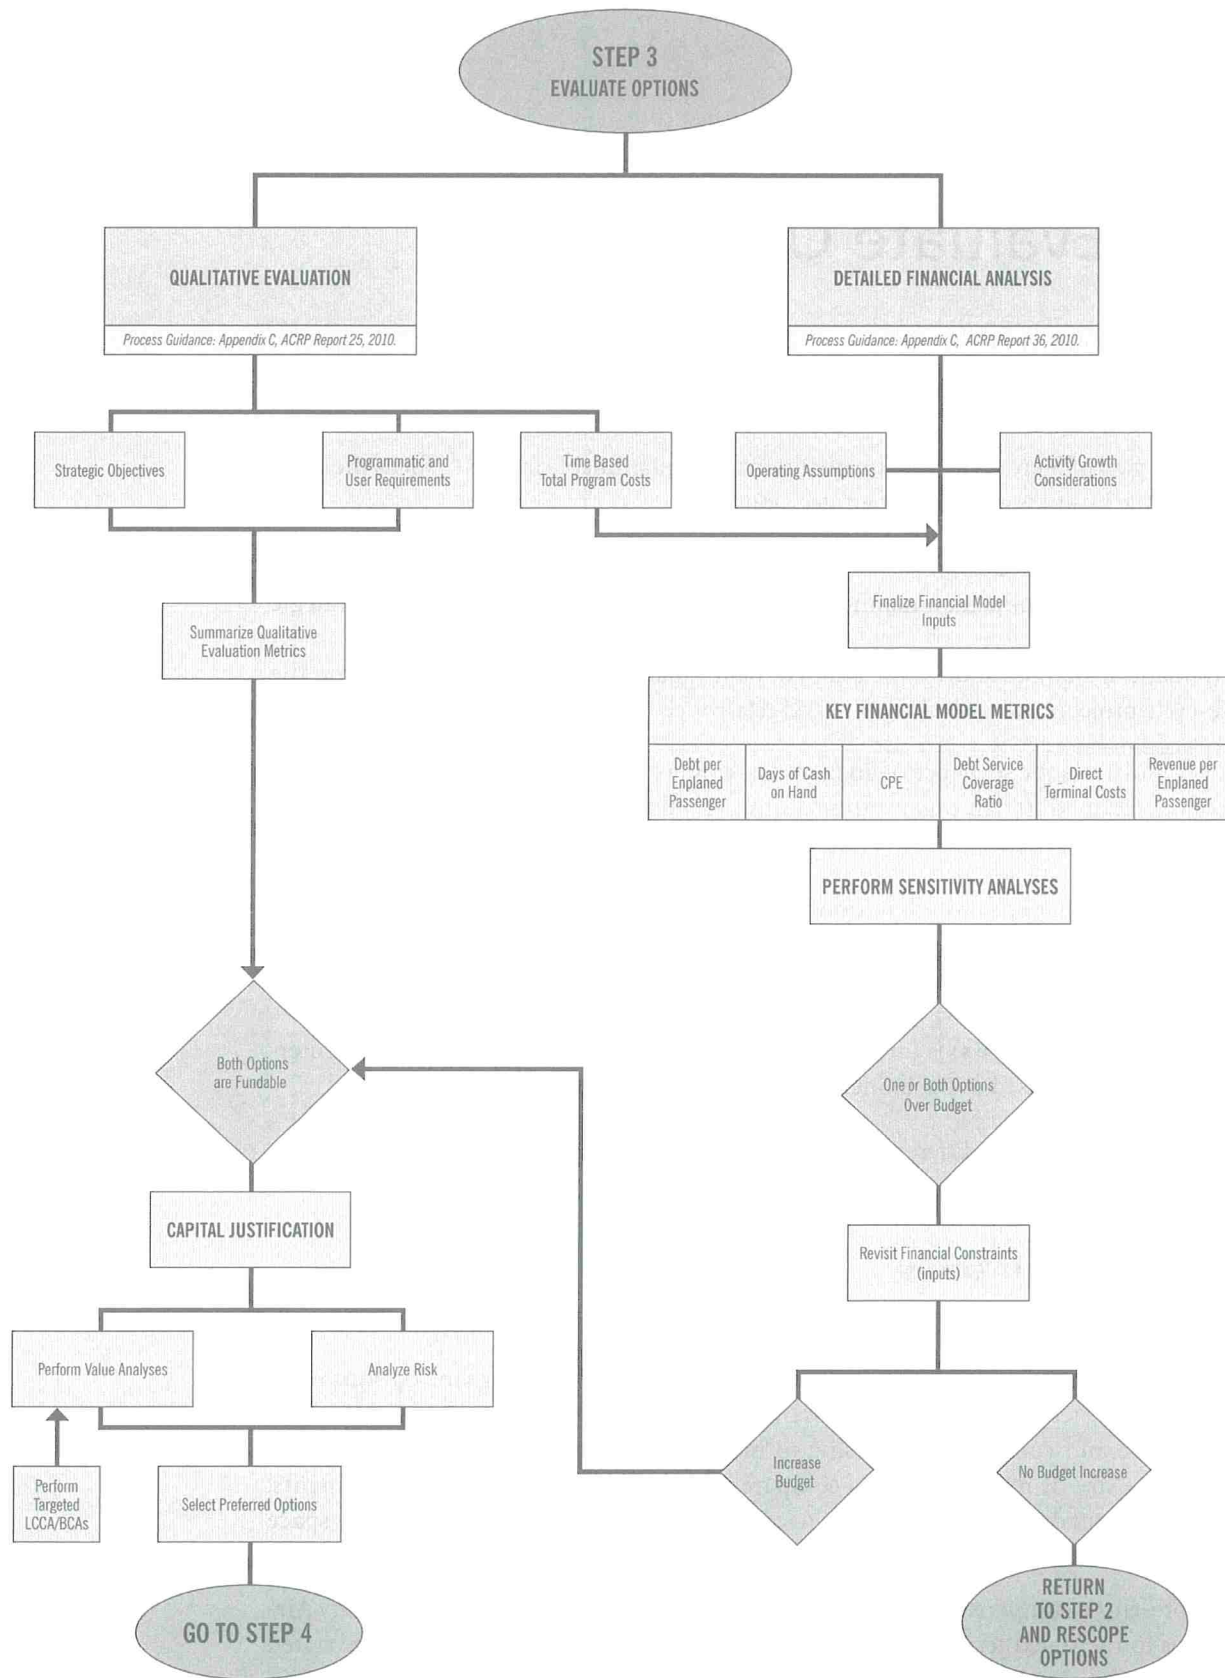 STEP 3
EVALUATE OPTIONS
QUALITATIVE EVALUATION
Process Guidance: Appendix C, ACRP Report 25, 2010.
DETAILED FINANCIAL ANALYSIS
Process Guidance: Appendix C, ACRP Report 36, 2010.
Strategic Objectives
Programmatic and
User Requirements
Time Based
Total Program Costs
Operating Assumptions
Activity Growth
Considerations
Finalize Financial Model
Inputs
Summarize Qualitative
Evaluation Metrics
KEY FINANCIAL MODEL METRICS
Debt per
Enplaned
Passenger
Days of Cash
on Hand
CPE
Debt Service
Coverage
Ratio
Direct
Terminal Costs
Revenue per
Enplaned
Passenger
PERFORM SENSITIVITY ANALYSES
Both Options
are Fundable
One or Both Options
Over Budget
CAPITAL JUSTIFICATION
Revisit Financial Constraints
(inputs)
Perform Value Analyses
Analyze Risk
Perform
Targeted
LCCA/BCAs
Select Preferred Options
Increase
Budget
No Budget Increase
GO TO STEP 4
RETURN
TO STEP 2
AND RESCOPE
OPTIONS